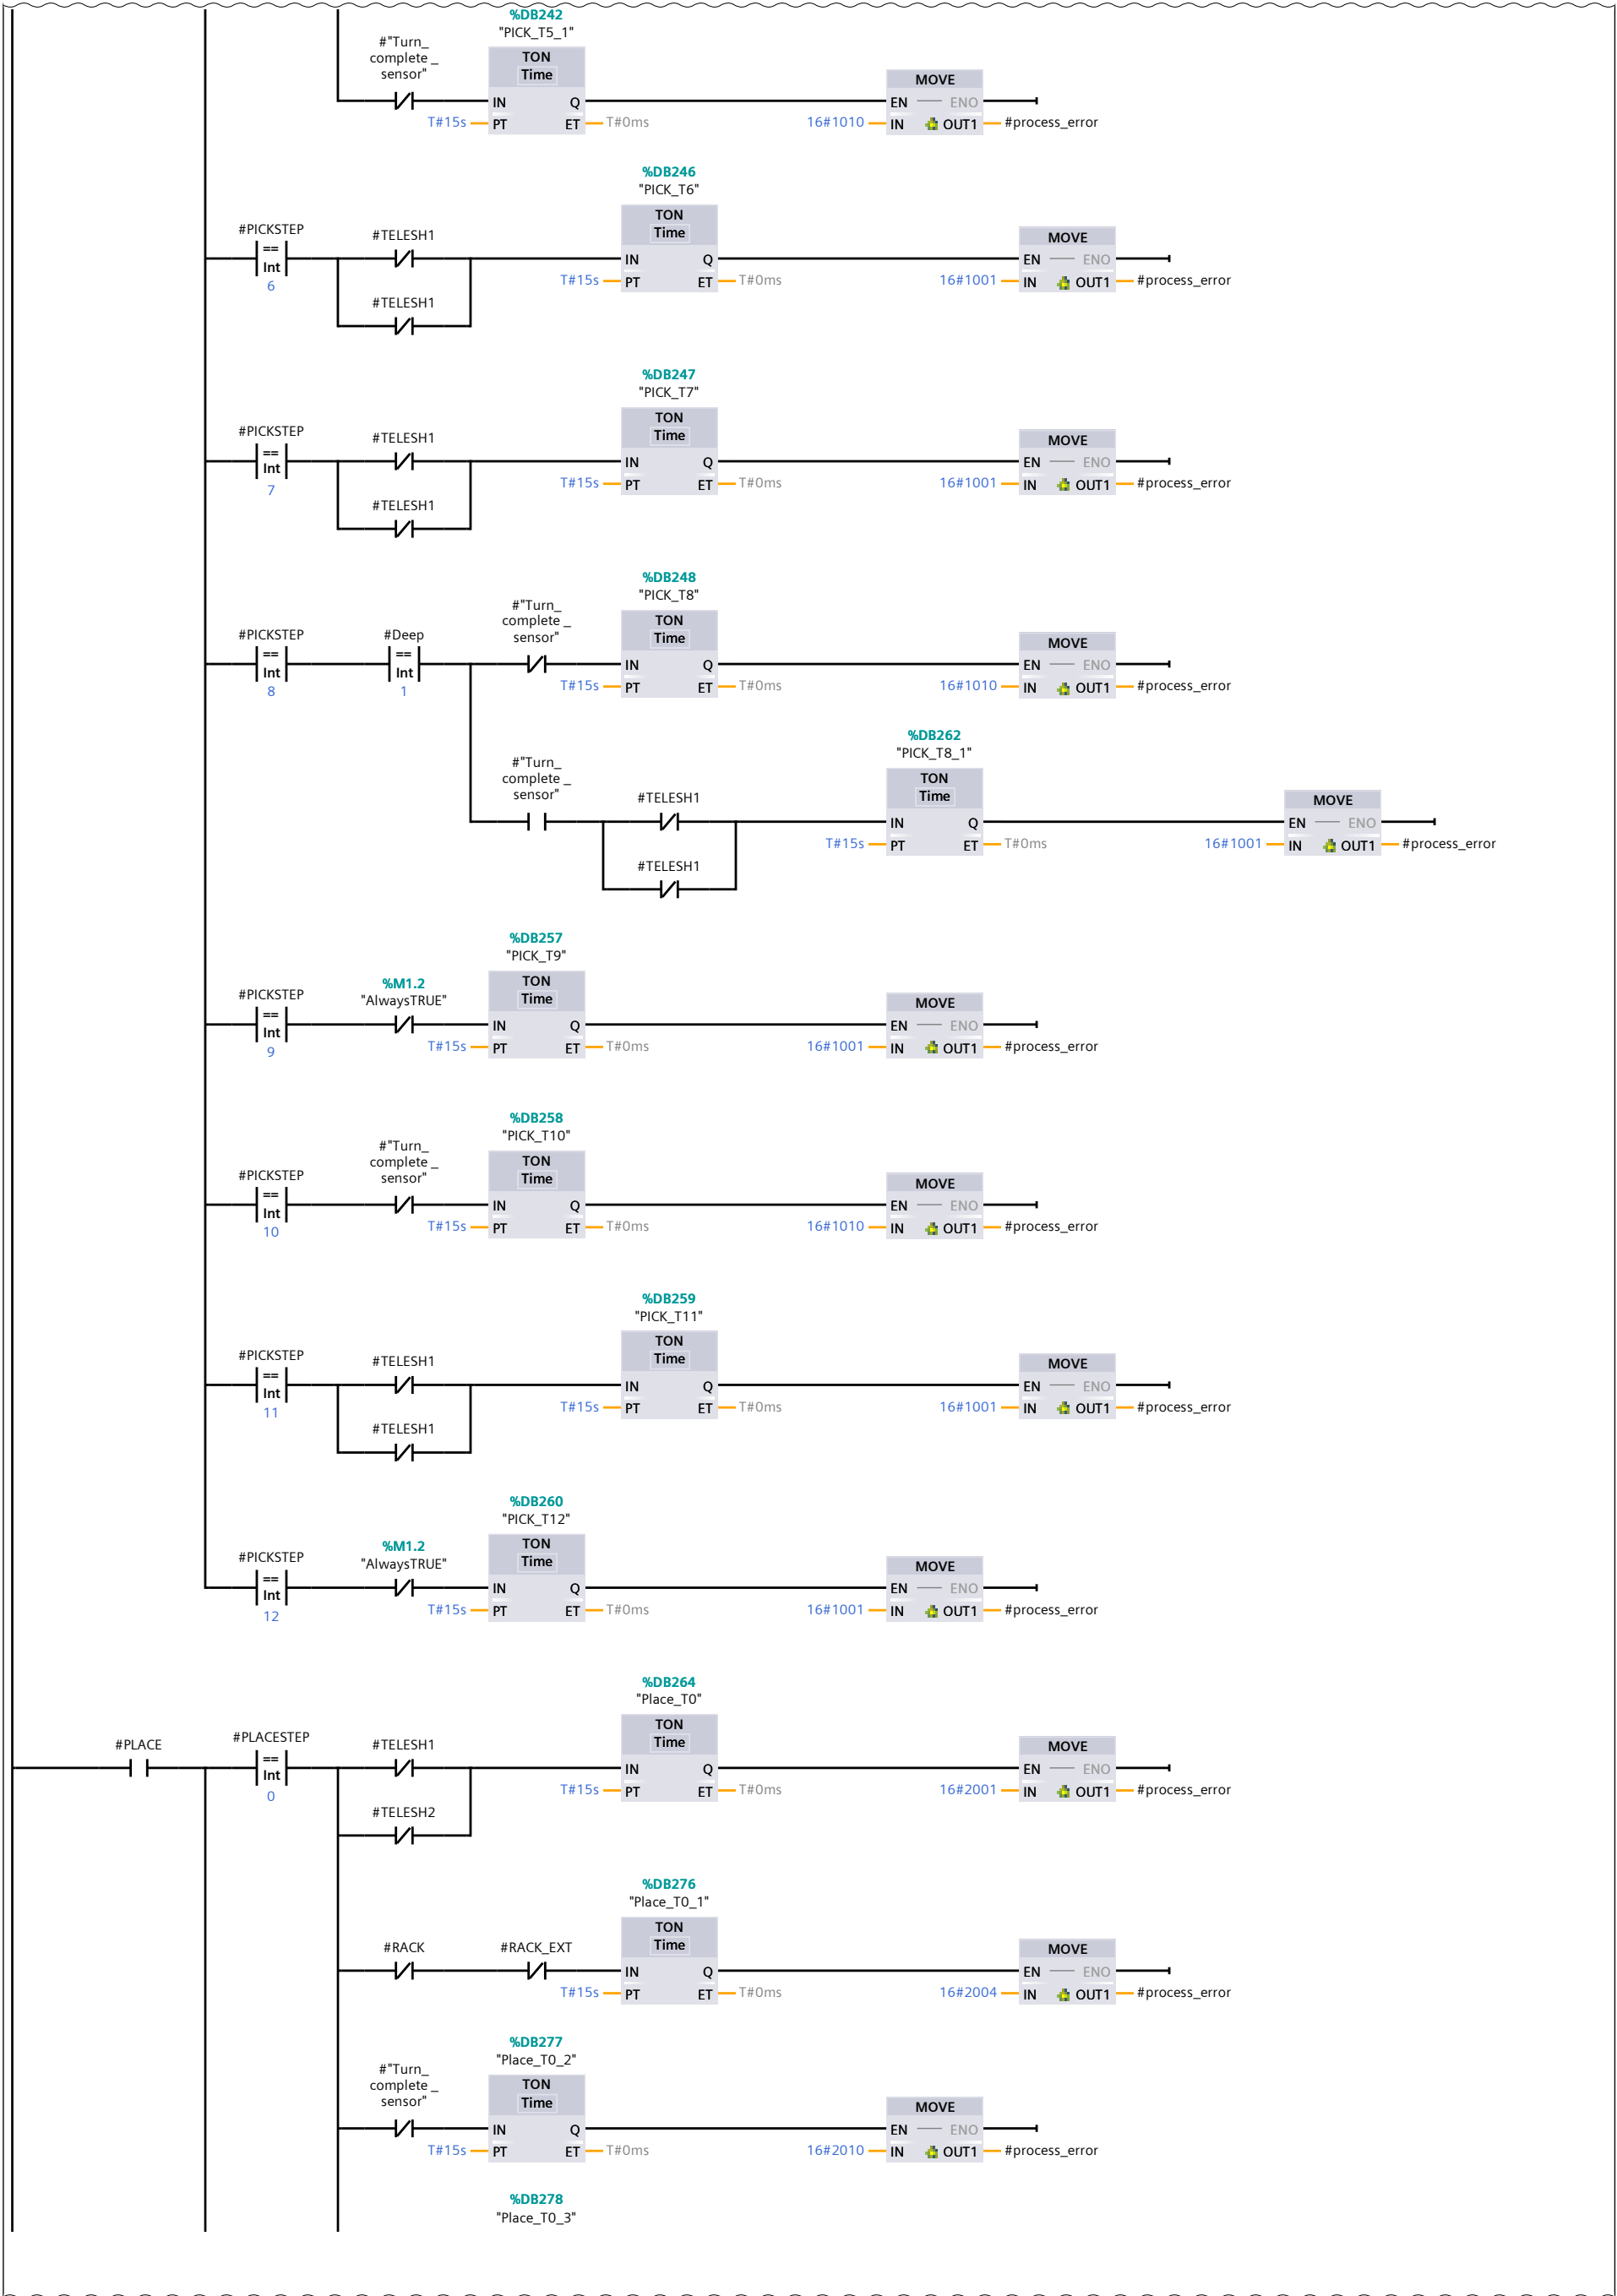 %DB242
"PICK_T5_1"
#"Turn_
complete _
sensor"
TON
Time
MOVE
IN Q
EN ENO
T#15s PT ET T#0ms
16#1010 IN OUT1 #process_error
%DB246
"PICK_T6"
TON
Time
#PICKSTEP
#TELESH1
MOVE
==
Int
IN Q
EN ENO
6
T#15s PT ET T#0ms
16#1001 IN OUT1 #process_error
#TELESH1
%DB247
"PICK_T7"
TON
Time
#PICKSTEP
#TELESH1
MOVE
==
Int
IN Q
EN ENO
7
T#15s PT ET T#0ms
16#1001 IN OUT1 #process_error
#TELESH1
%DB248
"PICK_T8"
#"Turn_
complete _
sensor"
TON
Time
#PICKSTEP
#Deep
MOVE
==
Int
==
Int
IN Q
EN ENO
8
1
T#15s PT ET T#0ms
16#1010 IN OUT1 #process_error
%DB262
"PICK_T8_1"
#"Turn_
complete _
sensor"
TON
Time
#TELESH1
MOVE
IN Q
EN ENO
T#15s PT ET T#0ms
16#1001 IN OUT1 #process_error
#TELESH1
%DB257
"PICK_T9"
TON
Time
#PICKSTEP
%M1.2
"AlwaysTRUE"
MOVE
==
Int
IN Q
EN ENO
9
T#15s PT ET T#0ms
16#1001 IN OUT1 #process_error
%DB258
"PICK_T10"
#"Turn_
complete _
sensor"
TON
Time
#PICKSTEP
MOVE
==
Int
IN Q
EN ENO
10
T#15s PT ET T#0ms
16#1010 IN OUT1 #process_error
%DB259
"PICK_T11"
TON
Time
#PICKSTEP
#TELESH1
MOVE
==
Int
IN Q
EN ENO
11
T#15s PT ET T#0ms
16#1001 IN OUT1 #process_error
#TELESH1
%DB260
"PICK_T12"
TON
Time
#PICKSTEP
%M1.2
"AlwaysTRUE"
MOVE
==
Int
IN Q
EN ENO
12
T#15s PT ET T#0ms
16#1001 IN OUT1 #process_error
%DB264
"Place_T0"
TON
Time
#PLACE
#PLACESTEP
#TELESH1
MOVE
==
Int
IN Q
EN ENO
0
T#15s PT ET T#0ms
16#2001 IN OUT1 #process_error
#TELESH2
%DB276
"Place_T0_1"
TON
Time
#RACK
#RACK_EXT
MOVE
IN Q
EN ENO
T#15s PT ET T#0ms
16#2004 IN OUT1 #process_error
%DB277
"Place_T0_2"
#"Turn_
complete _
sensor"
TON
Time
MOVE
IN Q
EN ENO
T#15s PT ET T#0ms
16#2010 IN OUT1 #process_error
%DB278
"Place_T0_3"